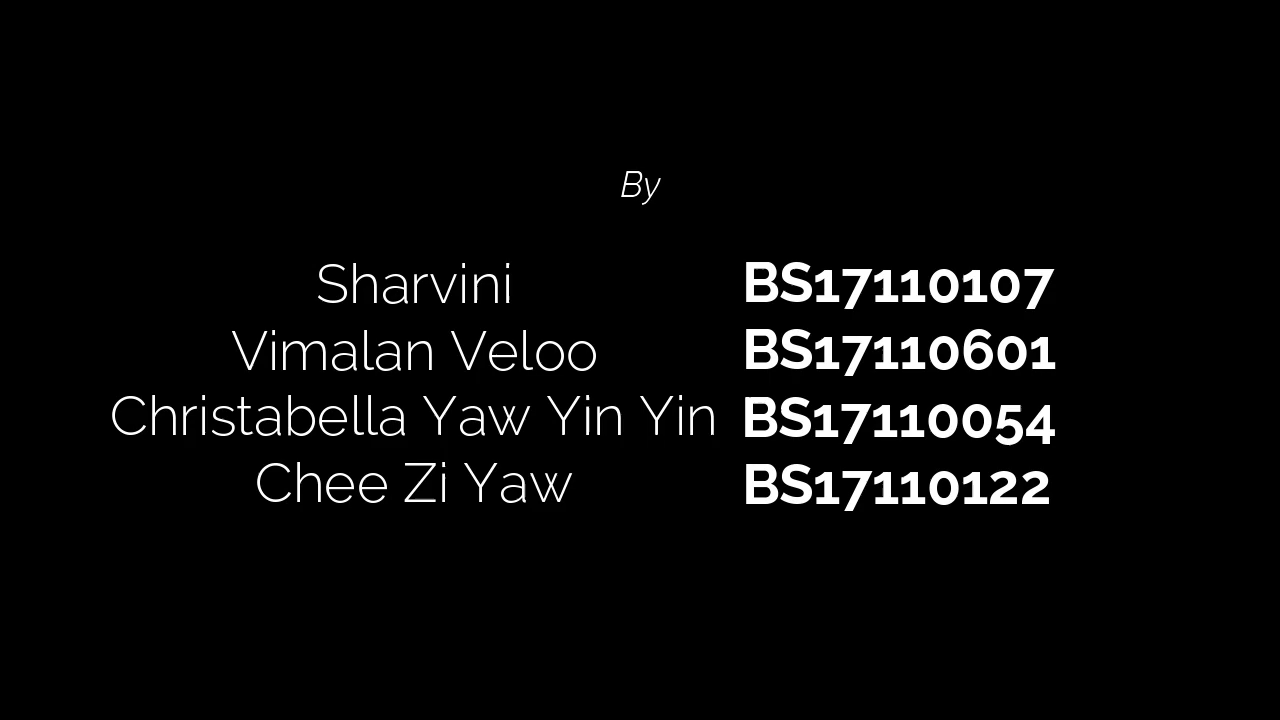 By
Sharvini BS17110107
Vimalan Veloo BS17110601
Christabella Yaw Yin Yin BS17110054
Chee Zi Yaw BS17110122